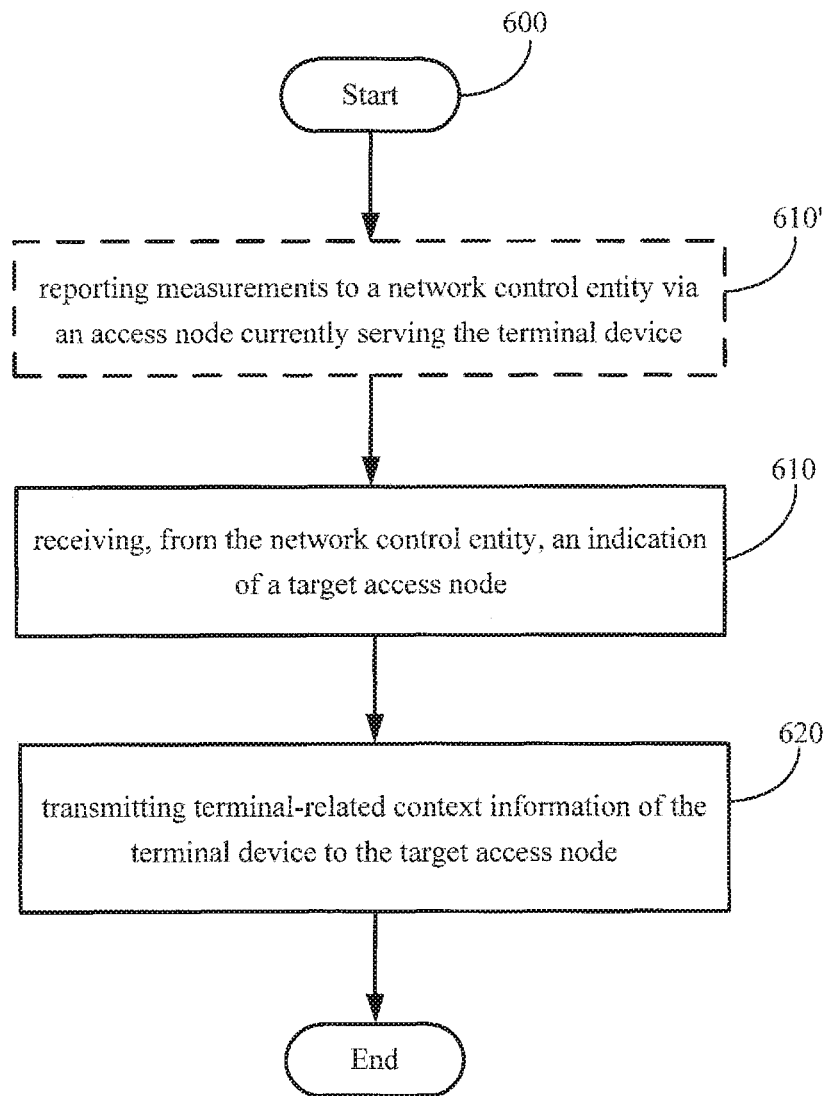 600
Start
610'
reporting measurements to a network control entity via
an access node currently serving the terminal device
610
receiving, from the network control entity, an indication
of a target access node
620
transmitting terminal-related context information of the
terminal device to the target access node
End